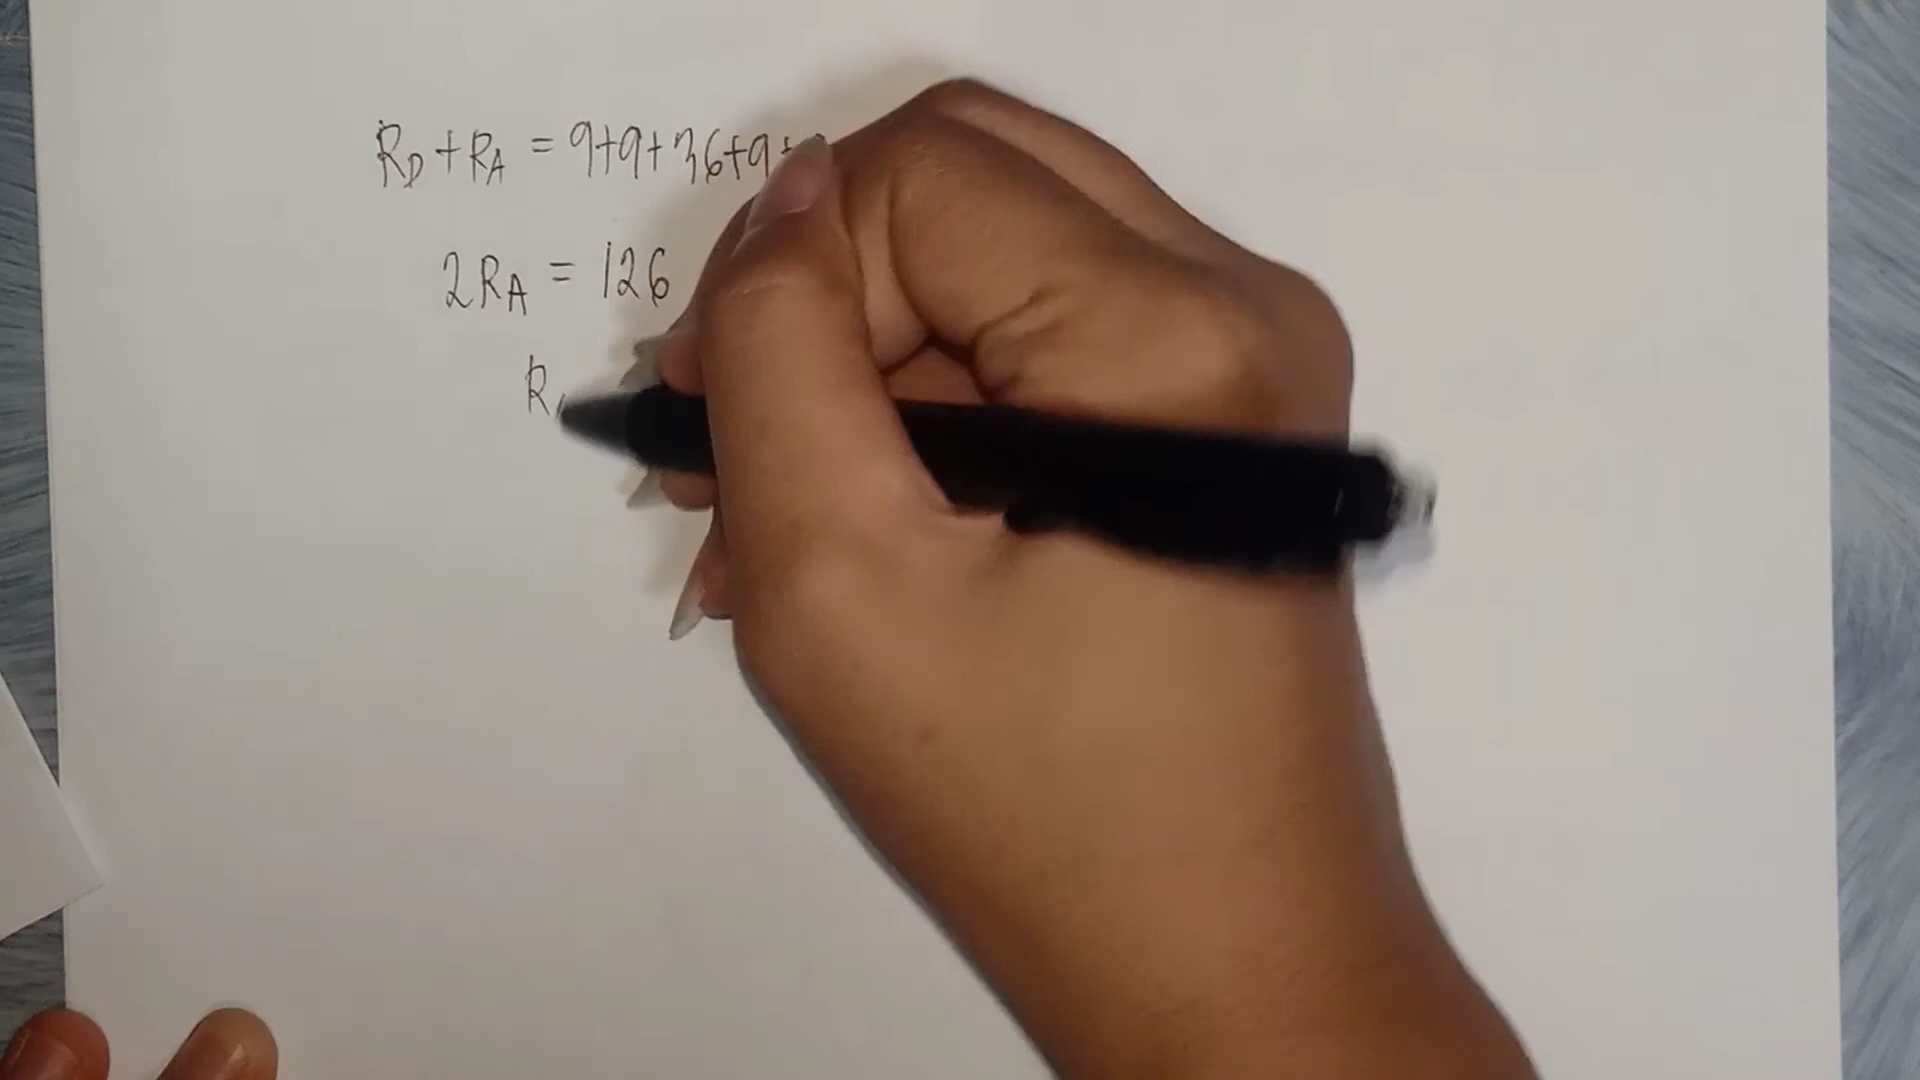 R_D + R_A = 9+9+36+9+
2R_A = 126
R